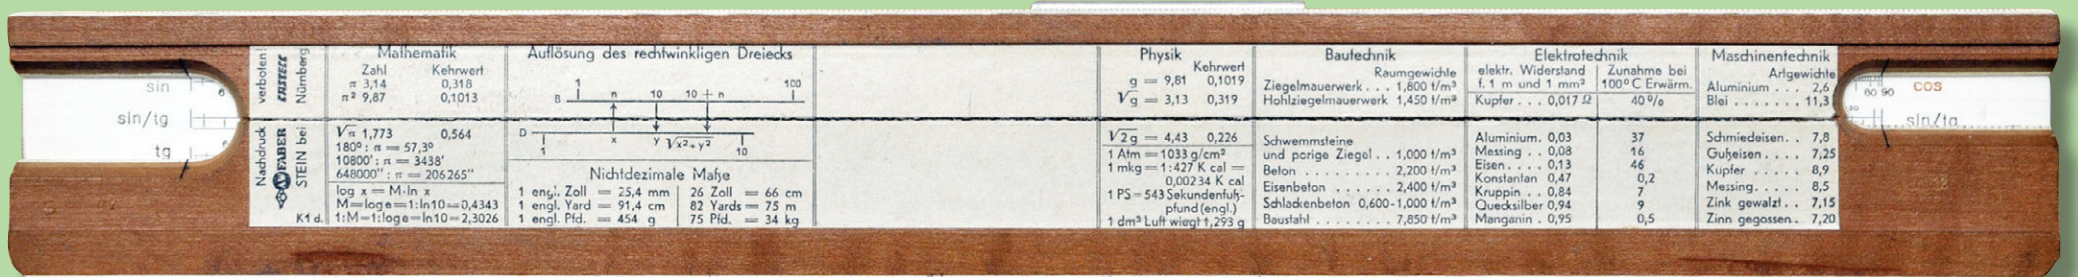 sin
sin/tg
tg
Nachdruck verboten!
FABER CASTELL
STEIN bei Nürnberg
K1 d.
Mathematik
Zahl Kehrwert
π 3,14 0,318
π² 9,87 0,1013
√π 1,773 0,564
180° : π = 57,3°
10800' : π = 3438'
648000'' : π = 206265''
log x = M·ln x
M=loge=1:ln10=0,4343
1:M=1:loge=ln10=2,3026
Auflösung des rechtwinkligen Dreiecks
1 100
B n 10 10 + n
D x y √x²+y²
1 10
Nichtdezimale Maße
1 engl. Zoll = 25,4 mm 26 Zoll = 66 cm
1 engl. Yard = 91,4 cm 82 Yards = 75 m
1 engl. Pfd. = 454 g 75 Pfd. = 34 kg
Physik
Kehrwert
g = 9,81 0,1019
√g = 3,13 0,319
√2g = 4,43 0,226
1 Atm = 1033 g/cm²
1 mkg = 1:427 K cal =
0,00234 K cal
1 PS = 543 Sekundenfuß-
pfund (engl.)
1 dm³ Luft wiegt 1,293 g
Bautechnik
Raumgewichte
Ziegelmauerwerk . . . 1,800 t/m³
Hohlziegelmauerwerk 1,450 t/m³
Schwemmsteine
und porige Ziegel . . 1,000 t/m³
Beton . . . . . . . . 2,200 t/m³
Eisenbeton . . . . . . 2,400 t/m³
Schlackenbeton 0,600-1,000 t/m³
Baustahl . . . . . . . . 7,850 t/m³
Elektrotechnik
elektr. Widerstand Zunahme bei
f. 1 m und 1 mm² 100°C Erwärm.
Kupfer . . . 0,017 Ω 40%
Aluminium. 0,03 37
Messing . . 0,08 16
Eisen. . . . 0,13 46
Konstantan 0,47 0,2
Kruppin . . 0,84 7
Quecksilber 0,94 9
Manganin . 0,95 0,5
Maschinentechnik
Artgewichte
Aluminium . . . 2,6
Blei . . . . . . . 11,3
Schmiedeisen. . 7,8
Gußeisen. . . . 7,25
Kupfer . . . . . 8,9
Messing. . . . . 8,5
Zink gewalzt. . 7,15
Zinn gegossen. . 7,20
80 90 cos
sin/tg